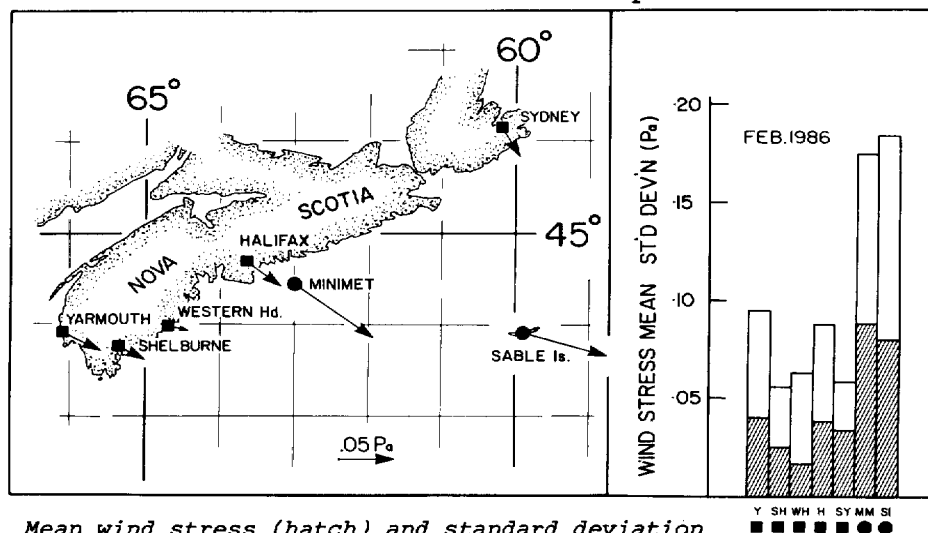 60°
65°
SYDNEY
NOVA SCOTIA
45°
HALIFAX
MINIMET
YARMOUTH
WESTERN Hd.
SHELBURNE
SABLE Is.
.05 Pa
WIND STRESS MEAN ST'D DEV'N (Pa)
FEB. 1986
.20
.15
.10
.05
Y SH WH H SY MM SI
Mean wind stress (hatch) and standard deviation